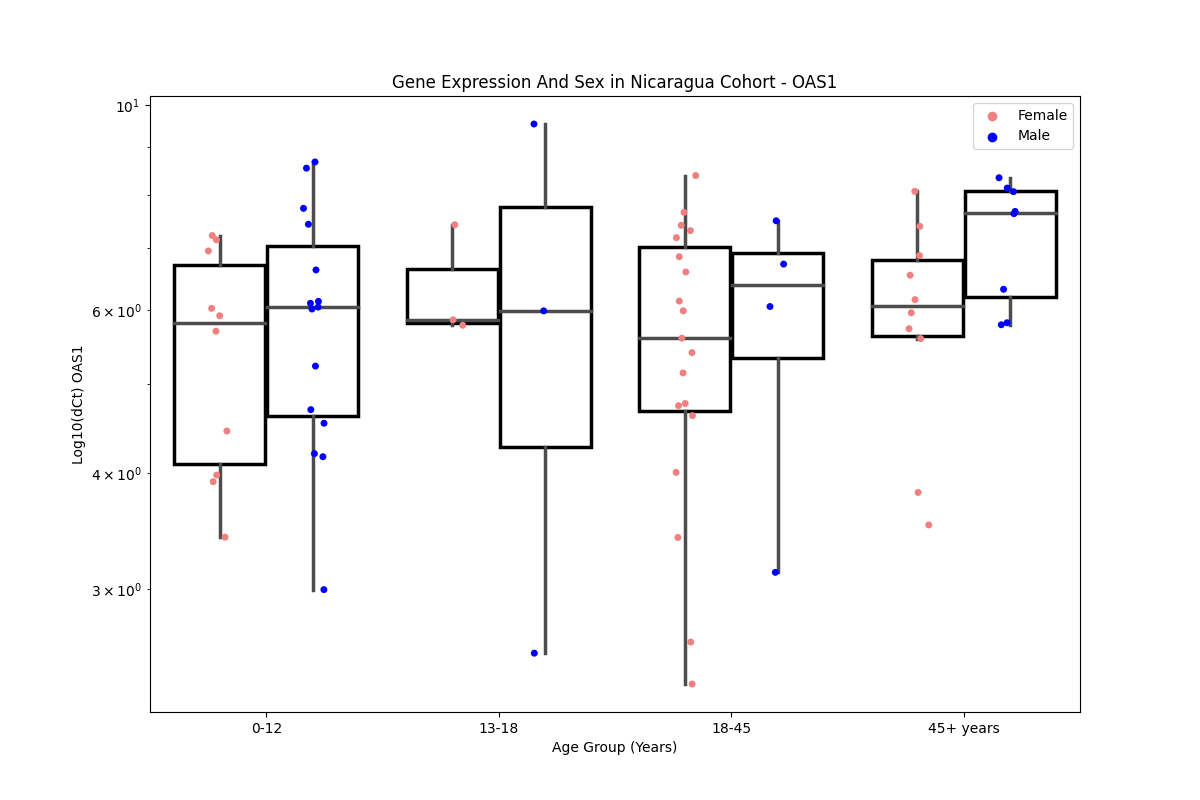 Gene Expression And Sex in Nicaragua Cohort - OAS1
Female
Male
10¹
6 × 10⁰
4 × 10⁰
3 × 10⁰
Log10(dCt) OAS1
0-12
13-18
18-45
45+ years
Age Group (Years)